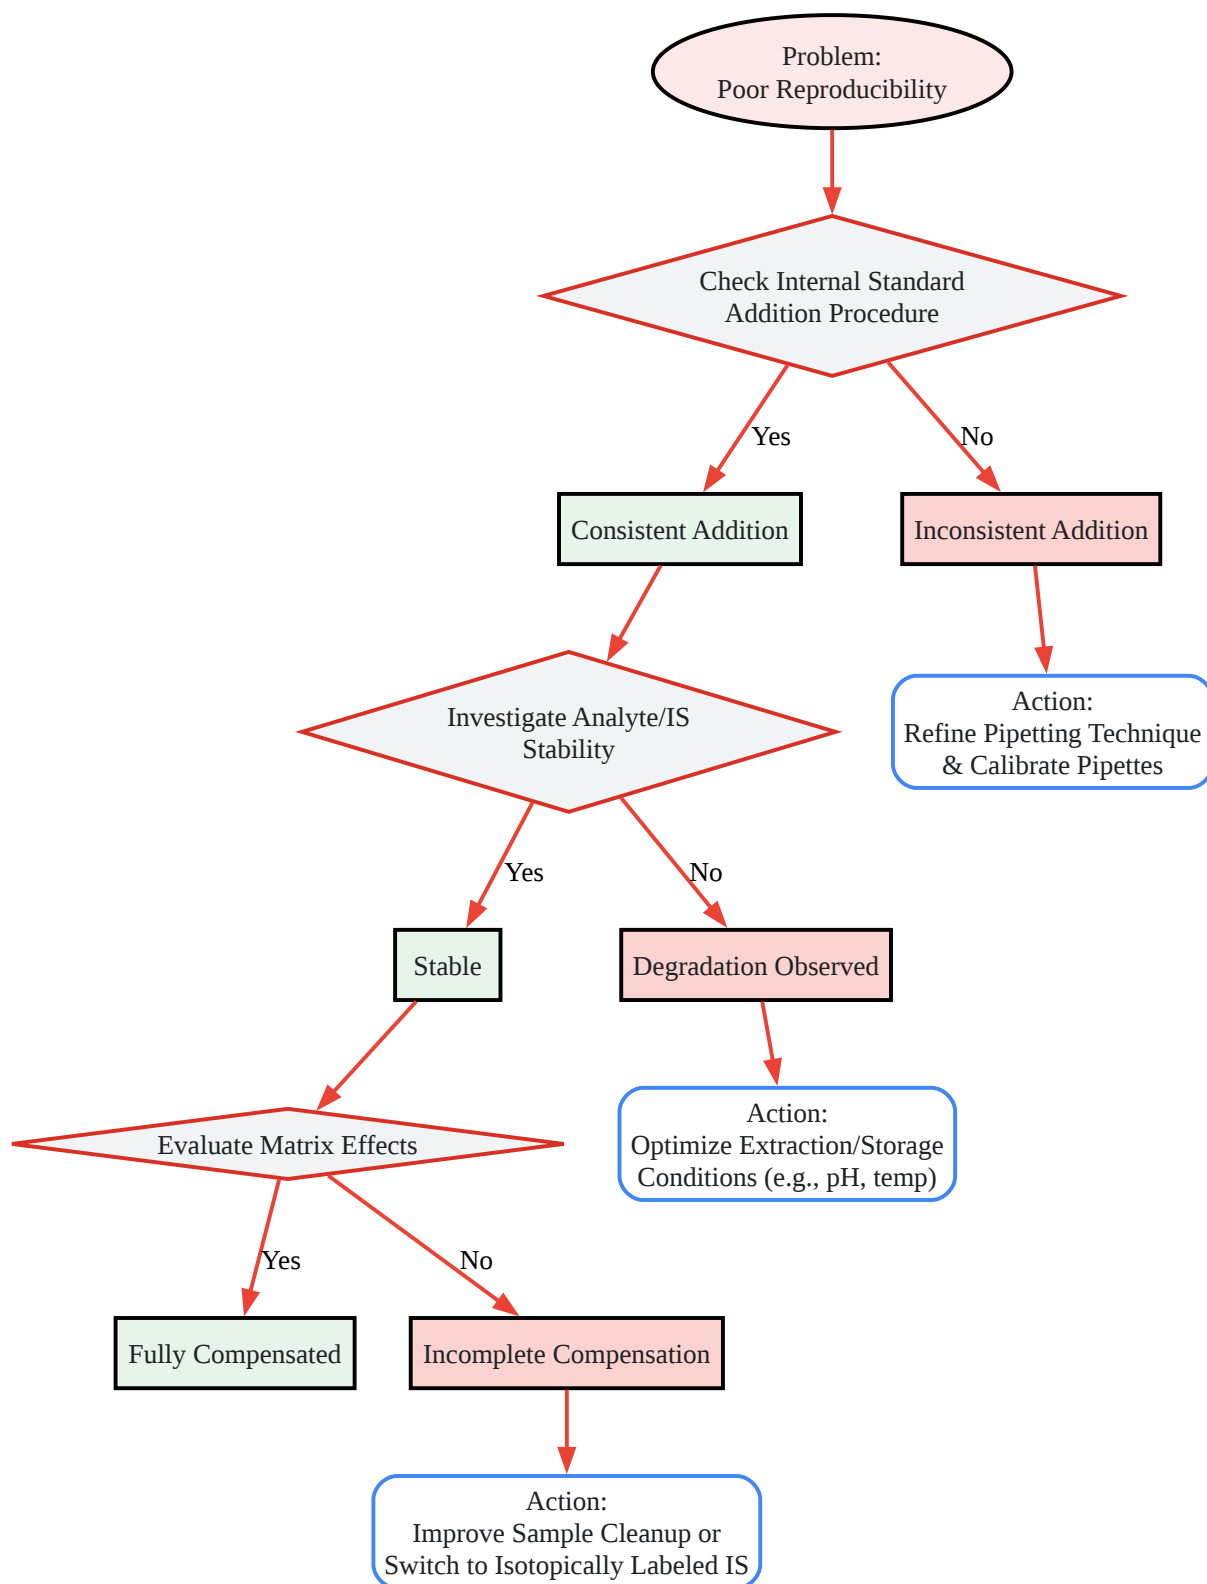 Problem:
Poor Reproducibility
Check Internal Standard
Addition Procedure
Yes
No
Consistent Addition
Inconsistent Addition
Action:
Refine Pipetting Technique
& Calibrate Pipettes
Investigate Analyte/IS
Stability
Yes
No
Stable
Degradation Observed
Action:
Optimize Extraction/Storage
Conditions (e.g., pH, temp)
Evaluate Matrix Effects
Yes
No
Fully Compensated
Incomplete Compensation
Action:
Improve Sample Cleanup or
Switch to Isotopically Labeled IS